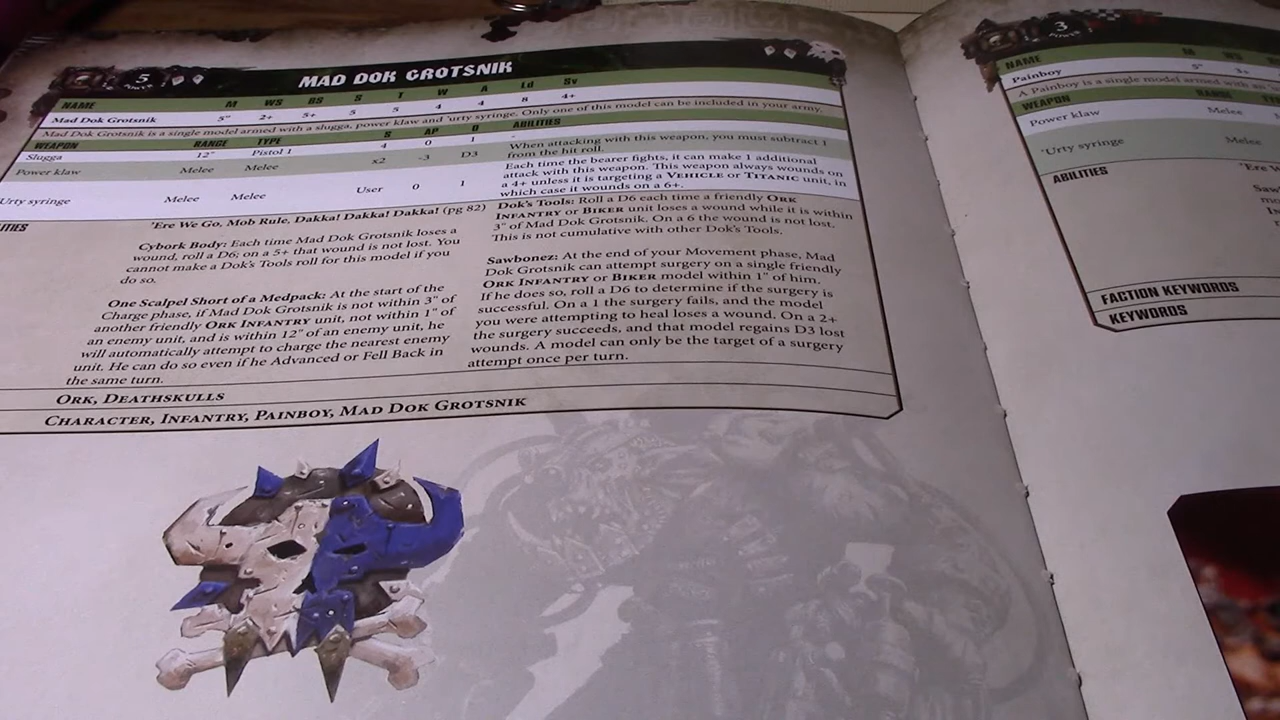 5
MAD DOK GROTSNIK
NAME M WS BS S T W A Ld Sv
Mad Dok Grotsnik 5" 2+ 5+ 5 5 4 4 8 4+
Mad Dok Grotsnik is a single model armed with a slugga, power klaw and 'urty syringe. Only one of this model can be included in your army.
WEAPON RANGE TYPE S AP D ABILITIES
Slugga 12" Pistol 1 4 0 1 -
Power klaw Melee Melee x2 -3 D3 When attacking with this weapon, you must subtract 1
from the hit roll.
Urty syringe Melee Melee User 0 1 Each time the bearer fights, it can make 1 additional
attack with this weapon. This weapon always wounds on
a 4+ unless it is targeting a VEHICLE or TITANIC unit, in
which case it wounds on a 6+.
ILITIES
'Ere We Go, Mob Rule, Dakka! Dakka! Dakka! (pg 82)
Cybork Body: Each time Mad Dok Grotsnik loses a
wound, roll a D6; on a 5+ that wound is not lost. You
cannot make a Dok's Tools roll for this model if you
do so.
One Scalpel Short of a Medpack: At the start of the
Charge phase, if Mad Dok Grotsnik is not within 3" of
another friendly ORK INFANTRY unit, not within 1" of
an enemy unit, and is within 12" of an enemy unit, he
will automatically attempt to charge the nearest enemy
unit. He can do so even if he Advanced or Fell Back in
the same turn.
Dok's Tools: Roll a D6 each time a friendly ORK
INFANTRY or BIKER unit loses a wound while it is within
3" of Mad Dok Grotsnik. On a 6 the wound is not lost.
This is not cumulative with other Dok's Tools.
Sawbonez: At the end of your Movement phase, Mad
Dok Grotsnik can attempt surgery on a single friendly
ORK INFANTRY or BIKER model within 1" of him.
If he does so, roll a D6 to determine if the surgery is
successful. On a 1 the surgery fails, and the model
you were attempting to heal loses a wound. On a 2+
the surgery succeeds, and that model regains D3 lost
wounds. A model can only be the target of a surgery
attempt once per turn.
ORK, DEATHSKULLS
CHARACTER, INFANTRY, PAINBOY, MAD DOK GROTSNIK
3
POWER
NAME M WS
Painboy 5" 3+
A Painboy is a single model armed with
WEAPON RANGE
Power klaw Melee
'Urty syringe Melee
ABILITIES
'Ere W
Saw
FACTION KEYWORDS
KEYWORDS